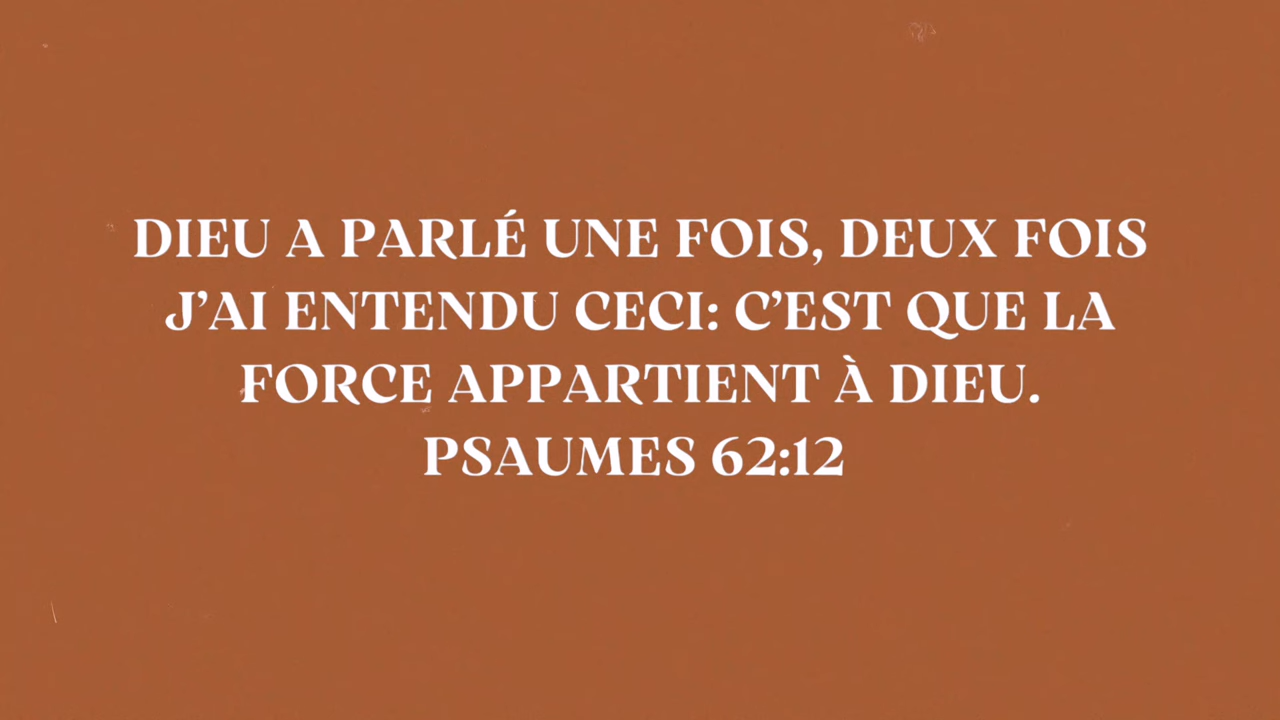 DIEU A PARLÉ UNE FOIS, DEUX FOIS
J’AI ENTENDU CECI: C’EST QUE LA
FORCE APPARTIENT À DIEU.
PSAUMES 62:12